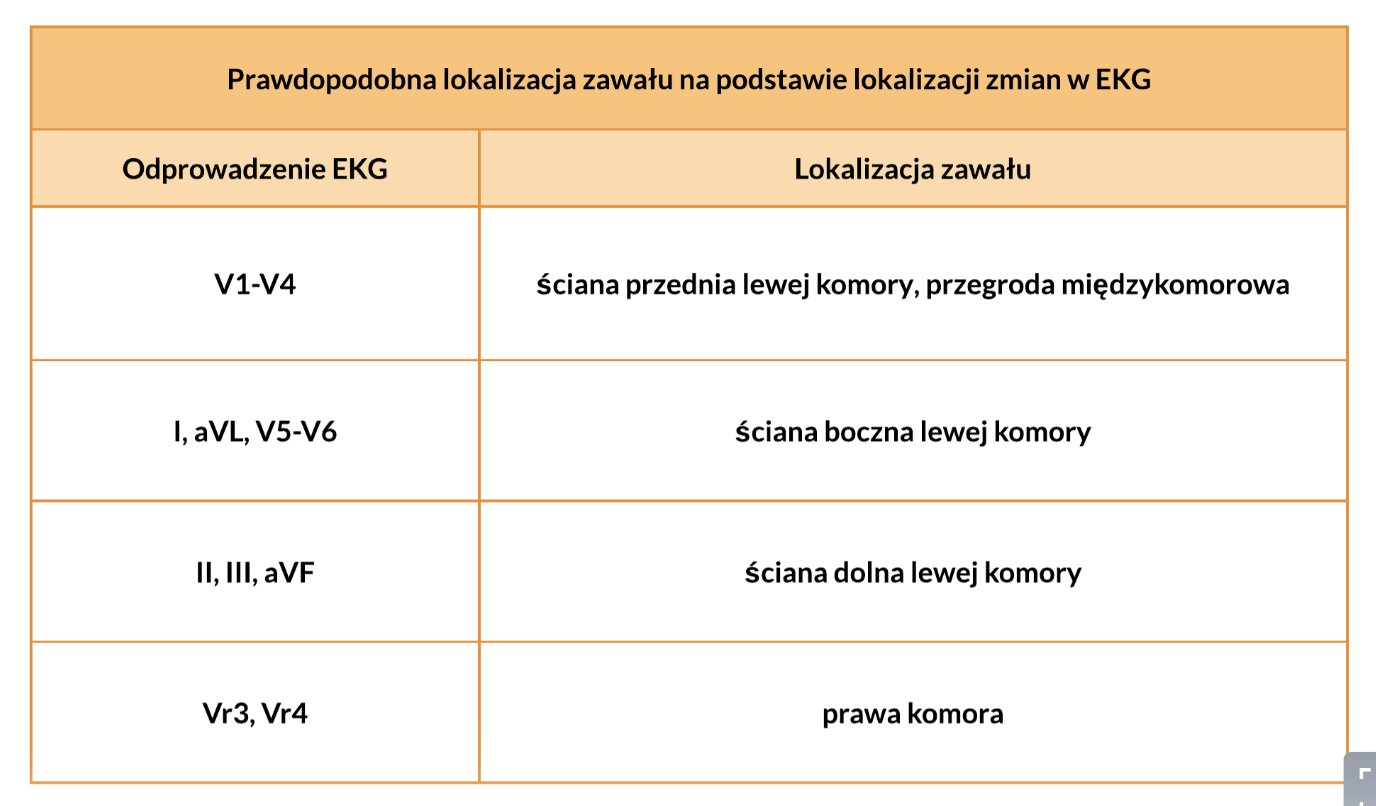 Prawdopodobna lokalizacja zawału na podstawie lokalizacji zmian w EKG
Odprowadzenie EKG
Lokalizacja zawału
V1-V4
ściana przednia lewej komory, przegroda międzykomorowa
I, aVL, V5-V6
ściana boczna lewej komory
II, III, aVF
ściana dolna lewej komory
Vr3, Vr4
prawa komora